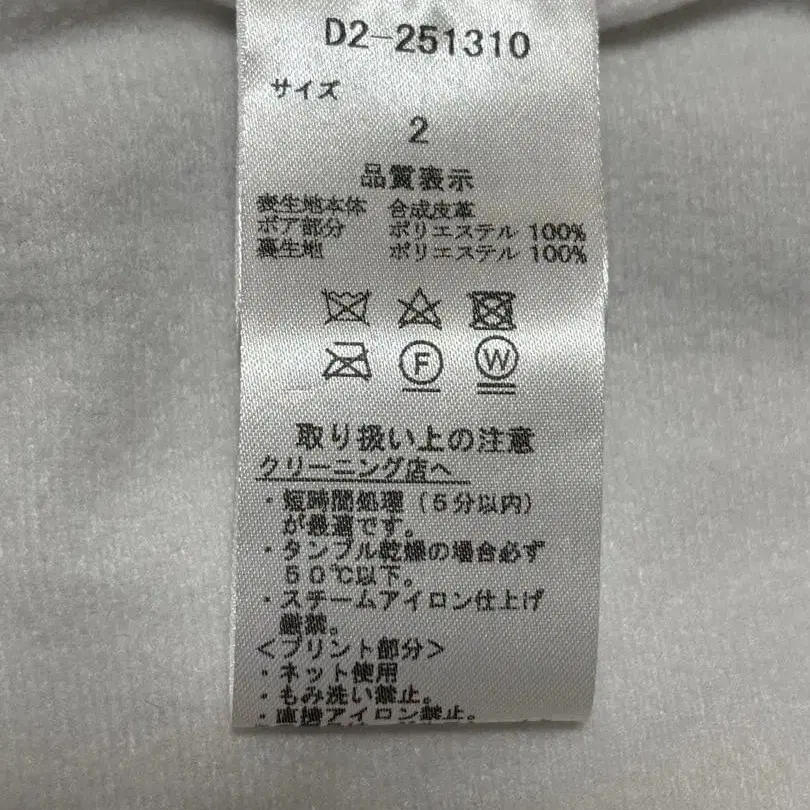 D2-251310
サイズ
2
品質表示
表生地本体 合成皮革
ボア部分 ポリエステル 100%
裏生地 ポリエステル 100%
F W
取り扱い上の注意
クリーニング店へ
・短時間処理（5分以内）
が最適です。
・タンブル乾燥の場合必ず
50℃以下。
・スチームアイロン仕上げ
厳禁。
＜プリント部分＞
・ネット使用
・もみ洗い禁止。
・直接アイロン禁止。